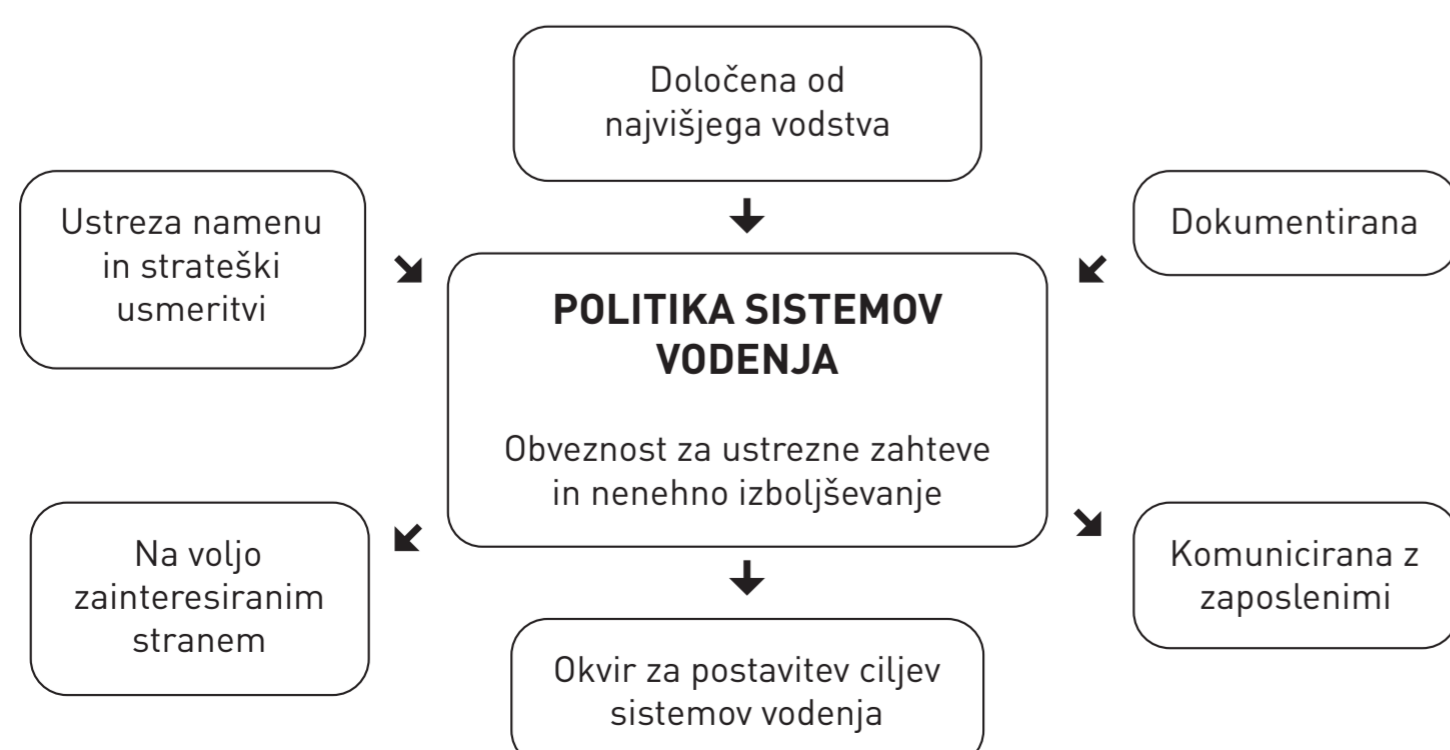 Določena od
najvišjega vodstva
Ustreza namenu
in strateški
usmeritvi
Dokumentirana
POLITIKA SISTEMOV
VODENJA
Obveznost za ustrezne zahteve
in nenehno izboljševanje
Na voljo
zainteresiranim
stranem
Komunicirana z
zaposlenimi
Okvir za postavitev ciljev
sistemov vodenja